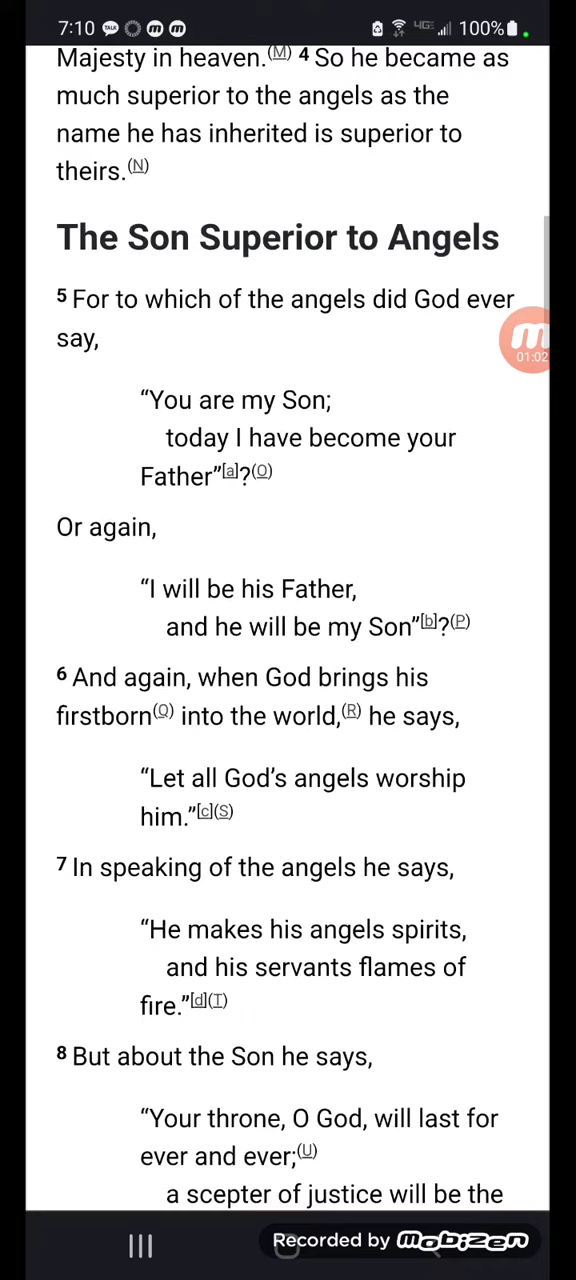 7:10 TALK 4GE 100%
Majesty in heaven.(M) 4 So he became as
much superior to the angels as the
name he has inherited is superior to
theirs.(N)
The Son Superior to Angels
5 For to which of the angels did God ever
say,
m
01:02
“You are my Son;
today I have become your
Father”[a]?(O)
Or again,
“I will be his Father,
and he will be my Son”[b]?(P)
6 And again, when God brings his
firstborn(Q) into the world,(R) he says,
“Let all God’s angels worship
him.”[c](S)
7 In speaking of the angels he says,
“He makes his angels spirits,
and his servants flames of
fire.”[d](T)
8 But about the Son he says,
“Your throne, O God, will last for
ever and ever;(U)
a scepter of justice will be the
Recorded by Mobizen